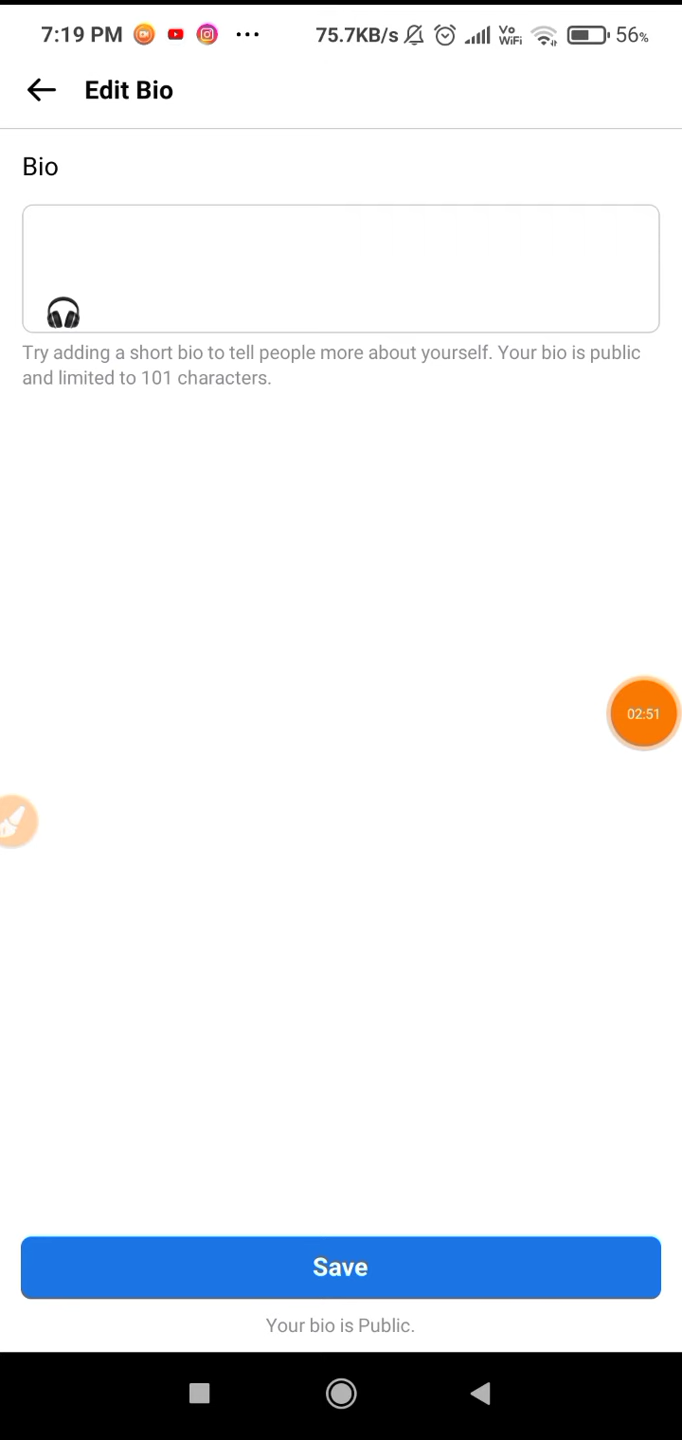 7:19 PM ... 75.7KB/s Vo WiFi 56%
Edit Bio
Bio
🎧
Try adding a short bio to tell people more about yourself. Your bio is public
and limited to 101 characters.
02:51
Save
Your bio is Public.